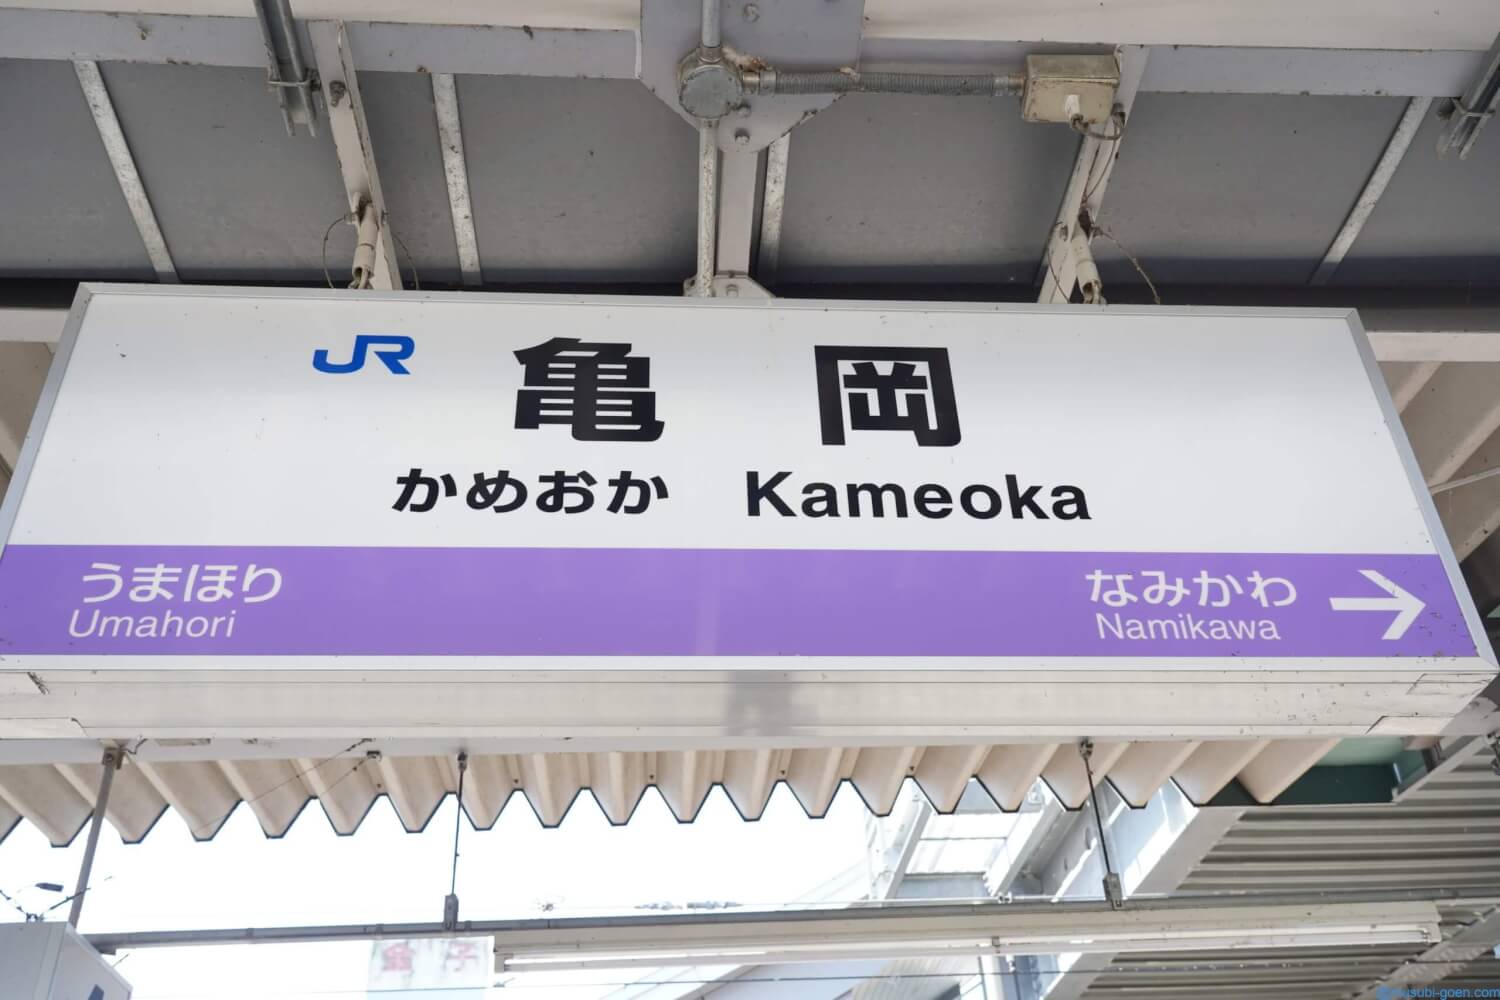 JR 亀岡
かめおか Kameoka
うまほり なみかわ →
Umahori Namikawa